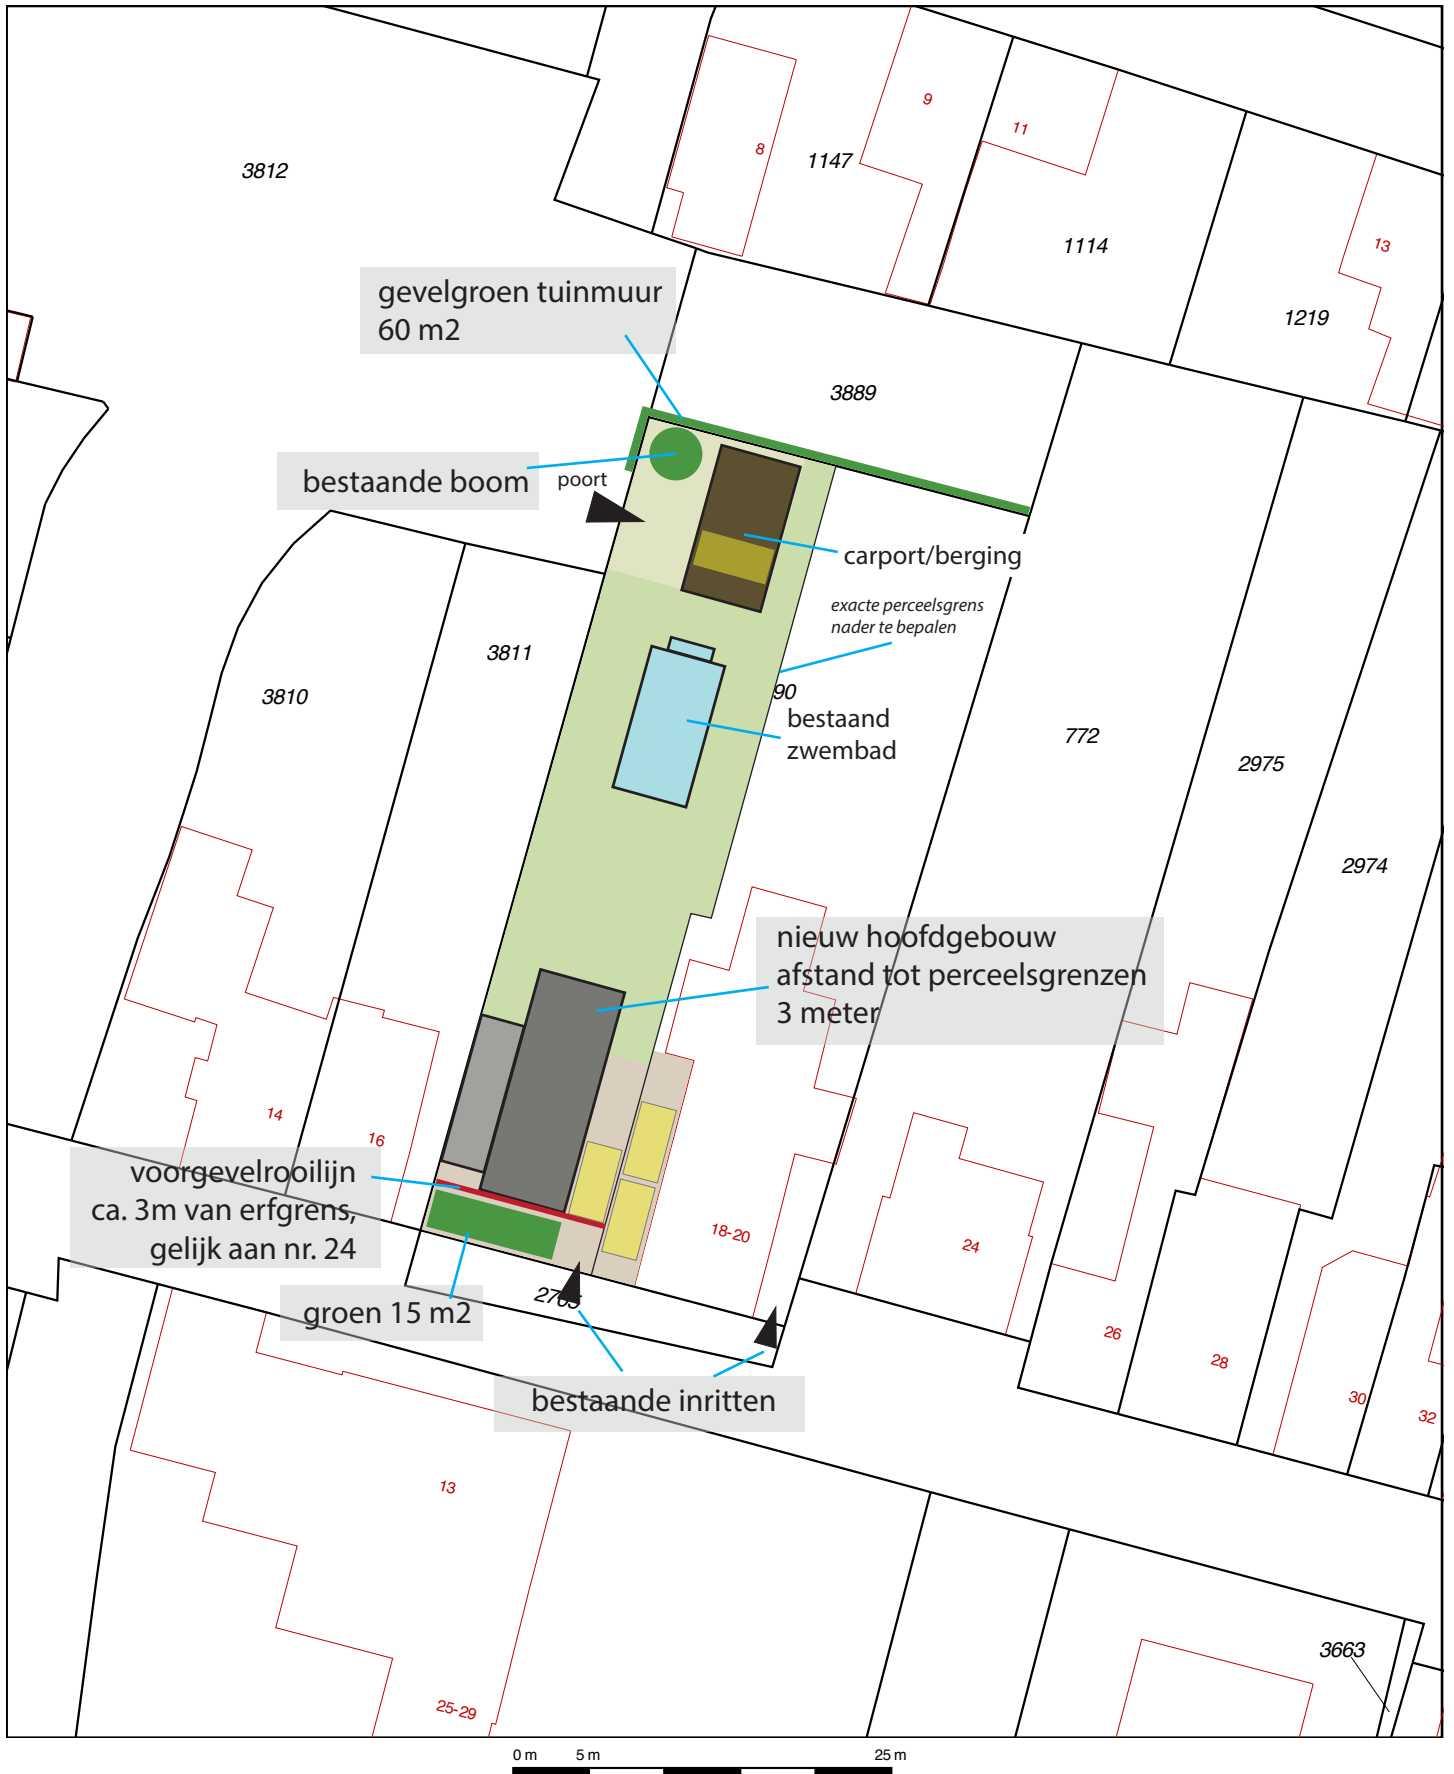 9
11
8
1147
3812
1114
13
gevelgroen tuinmuur
60 m2
1219
3889
bestaande boom
poort
carport/berging
exacte perceelsgrens
nader te bepalen
3811
3810
90
bestaand
zwembad
772
2975
2974
nieuw hoofdgebouw
afstand tot perceelsgrenzen
3 meter
14
16
voorgevelrooilijn
ca. 3m van erfgrens,
gelijk aan nr. 24
18-20
24
groen 15 m2
26
28
30
32
bestaande inritten
13
25-29
3663
0 m 5 m 25 m